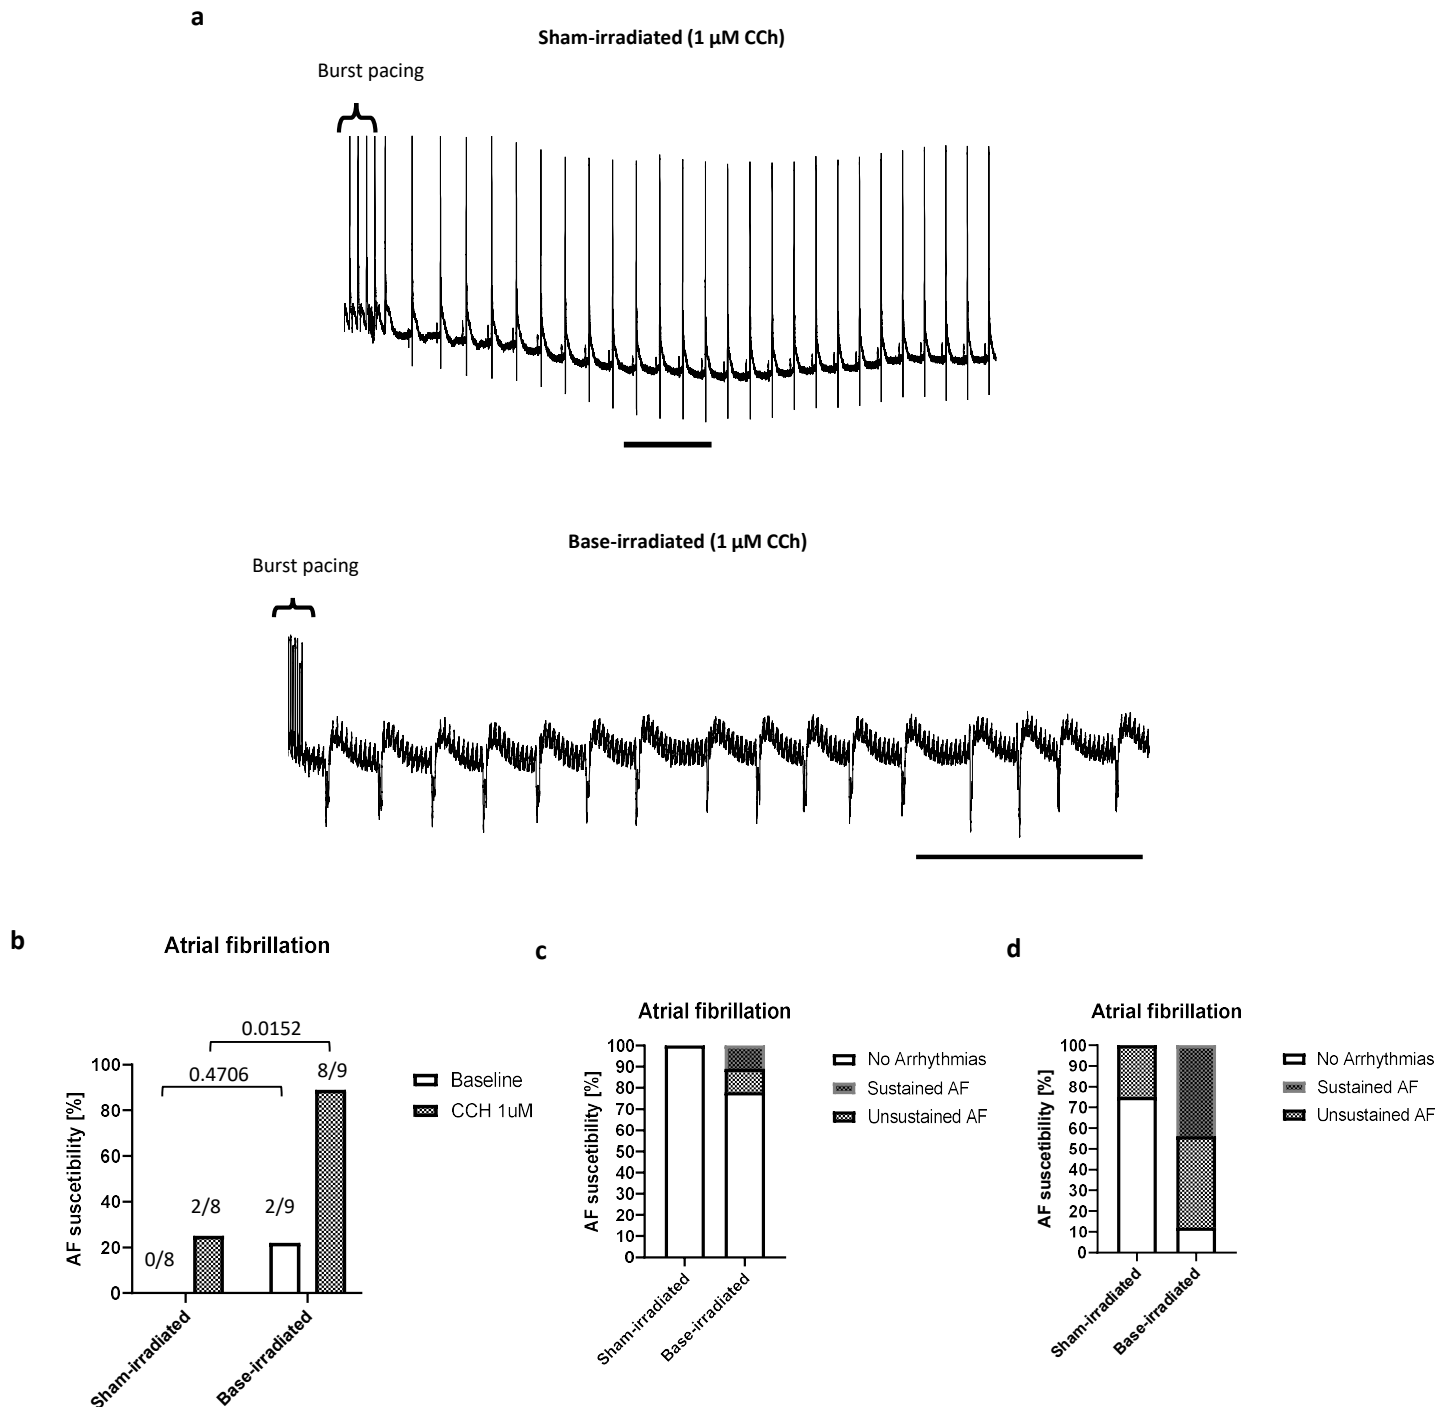 a
Sham-irradiated (1 µM CCh)
Burst pacing
Base-irradiated (1 µM CCh)
Burst pacing
b
Atrial fibrillation
AF suscetibility [%]
100
80
60
40
20
0
0.0152
0.4706
0/8
2/8
2/9
8/9
Sham-irradiated
Base-irradiated
Baseline
CCH 1uM
c
Atrial fibrillation
AF suscetibility [%]
100
90
80
70
60
50
40
30
20
10
0
Sham-irradiated
Base-irradiated
No Arrhythmias
Sustained AF
Unsustained AF
d
Atrial fibrillation
AF suscetibility [%]
100
90
80
70
60
50
40
30
20
10
0
Sham-irradiated
Base-irradiated
No Arrhythmias
Sustained AF
Unsustained AF